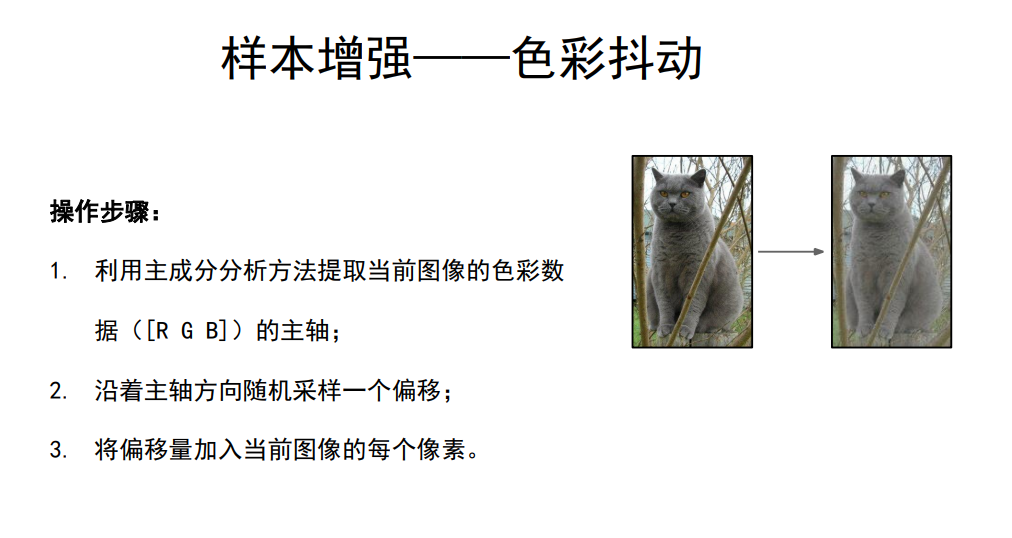 样本增强——色彩抖动
操作步骤：
1. 利用主成分分析方法提取当前图像的色彩数
据（[R G B]）的主轴；
2. 沿着主轴方向随机采样一个偏移；
3. 将偏移量加入当前图像的每个像素。